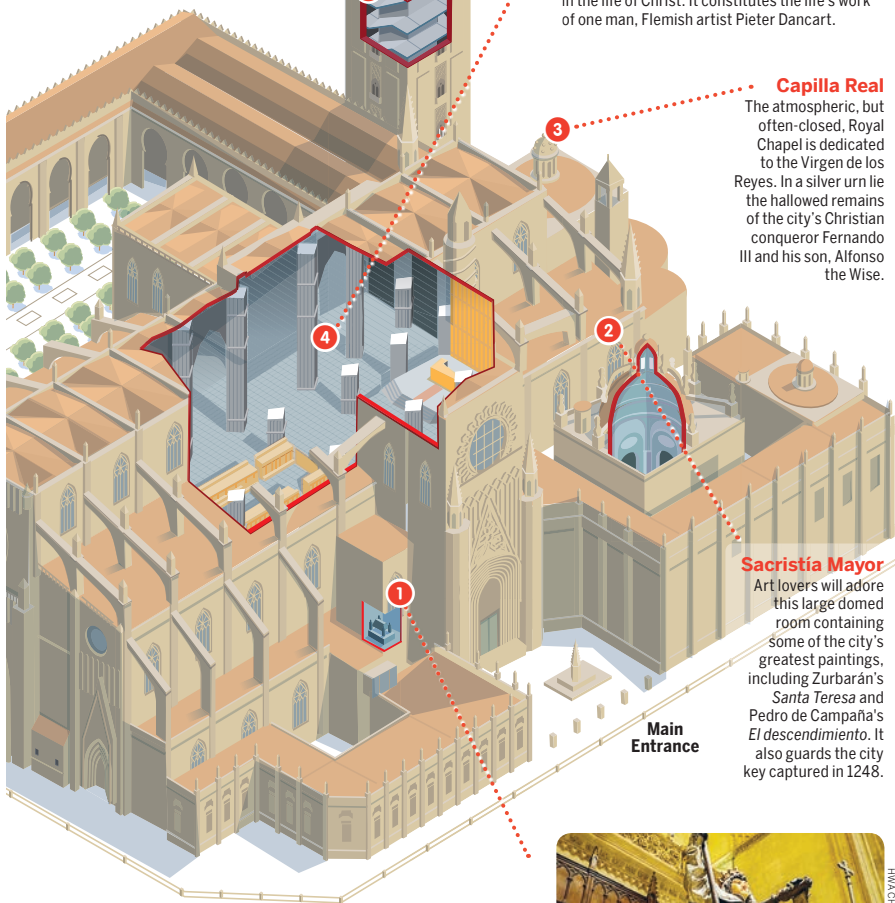 in the life of Christ. It constitutes the life's work
of one man, Flemish artist Pieter Dancart.
Capilla Real
The atmospheric, but
often-closed, Royal
Chapel is dedicated
to the Virgen de los
Reyes. In a silver urn lie
the hallowed remains
of the city's Christian
conqueror Fernando
III and his son, Alfonso
the Wise.
3
4
2
Sacristía Mayor
Art lovers will adore
this large domed
room containing
some of the city's
greatest paintings,
including Zurbarán's
Santa Teresa and
Pedro de Campaña's
El descendimiento. It
also guards the city
key captured in 1248.
1
Main
Entrance